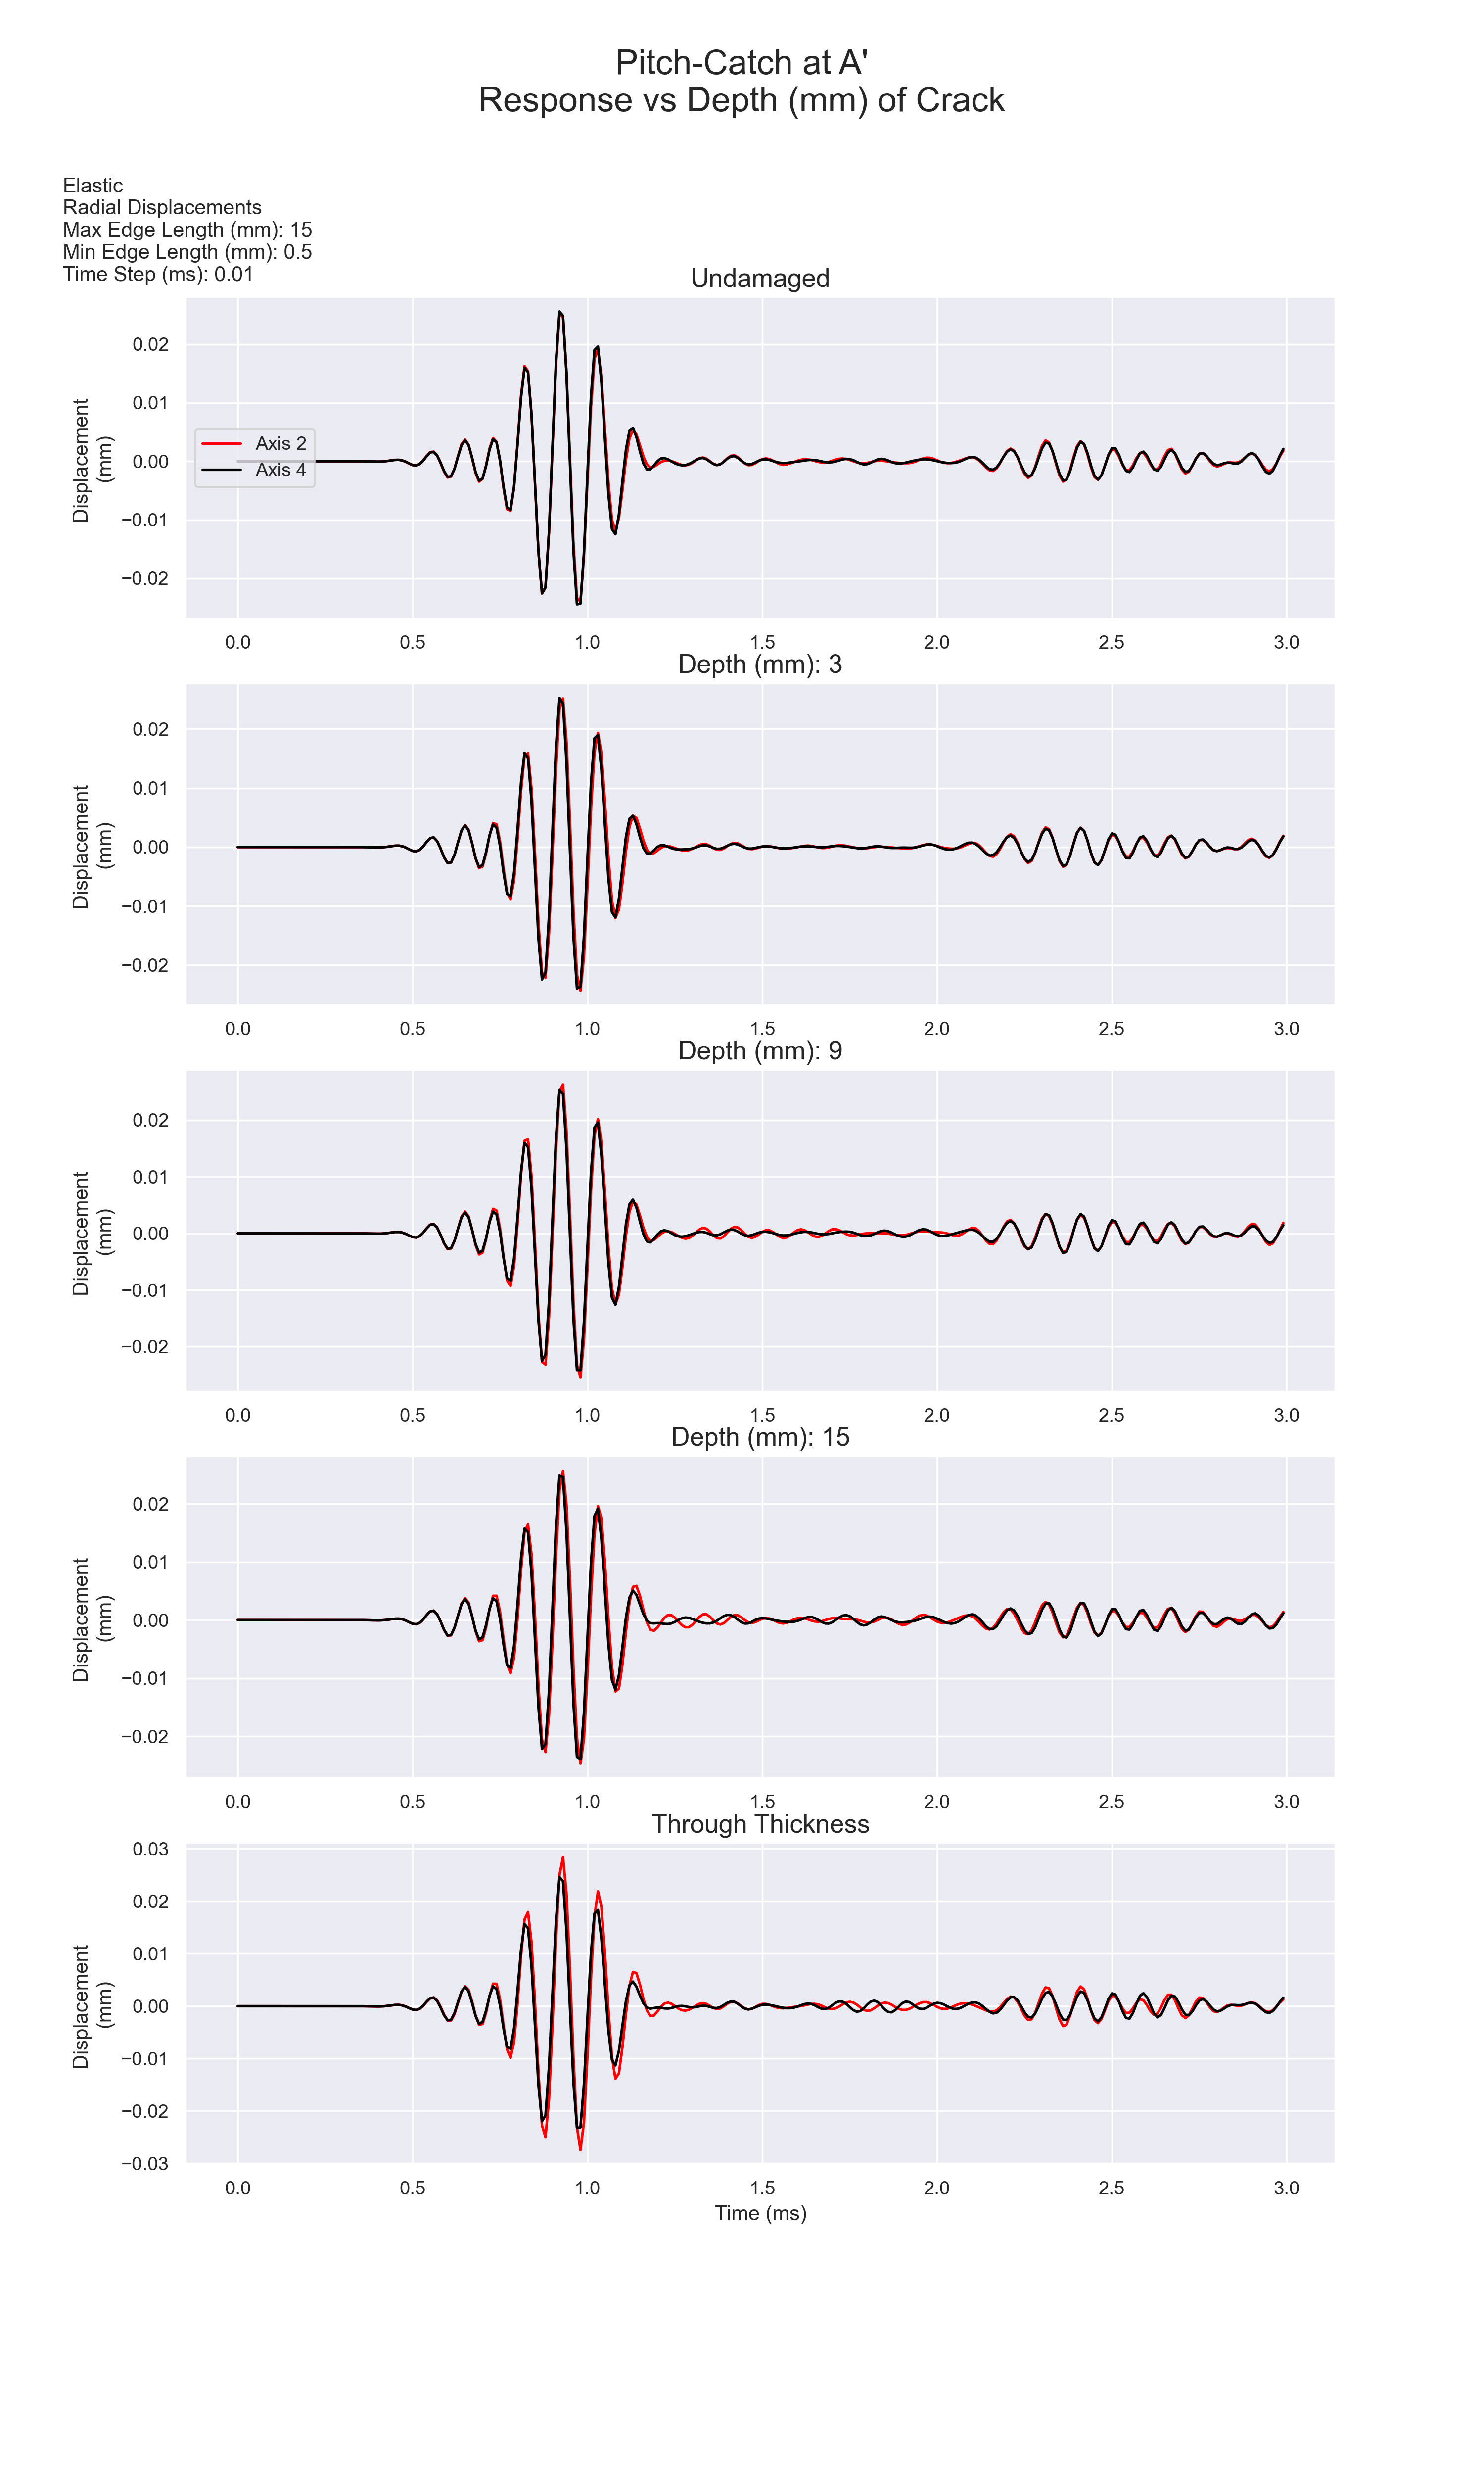 Pitch-Catch at A'
Response vs Depth (mm) of Crack
Elastic
Radial Displacements
Max Edge Length (mm): 15
Min Edge Length (mm): 0.5
Time Step (ms): 0.01
Undamaged
0.02
0.01
0.00
−0.01
−0.02
Displacement
(mm)
Axis 2
Axis 4
0.0 0.5 1.0 1.5 2.0 2.5 3.0
Depth (mm): 3
0.02
0.01
0.00
−0.01
−0.02
Displacement
(mm)
0.0 0.5 1.0 1.5 2.0 2.5 3.0
Depth (mm): 9
0.02
0.01
0.00
−0.01
−0.02
Displacement
(mm)
0.0 0.5 1.0 1.5 2.0 2.5 3.0
Depth (mm): 15
0.02
0.01
0.00
−0.01
−0.02
Displacement
(mm)
0.0 0.5 1.0 1.5 2.0 2.5 3.0
Through Thickness
0.03
0.02
0.01
0.00
−0.01
−0.02
−0.03
Displacement
(mm)
0.0 0.5 1.0 1.5 2.0 2.5 3.0
Time (ms)